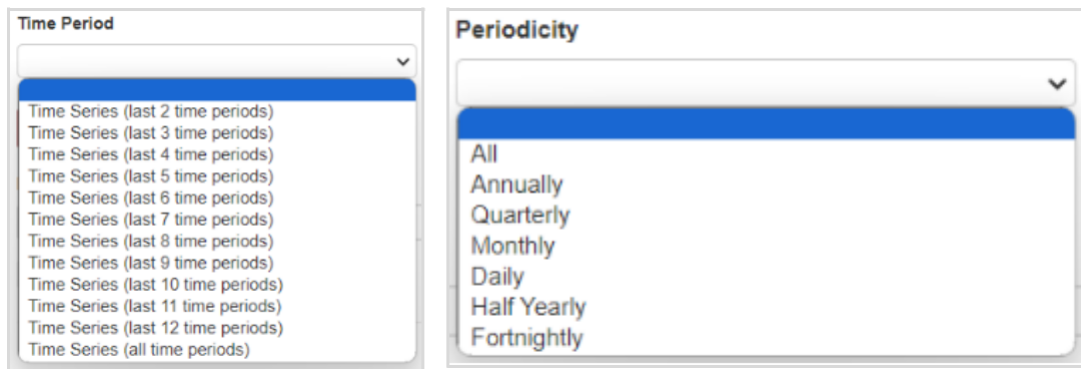 Time Period
Time Series (last 2 time periods)
Time Series (last 3 time periods)
Time Series (last 4 time periods)
Time Series (last 5 time periods)
Time Series (last 6 time periods)
Time Series (last 7 time periods)
Time Series (last 8 time periods)
Time Series (last 9 time periods)
Time Series (last 10 time periods)
Time Series (last 11 time periods)
Time Series (last 12 time periods)
Time Series (all time periods)
Periodicity
All
Annually
Quarterly
Monthly
Daily
Half Yearly
Fortnightly